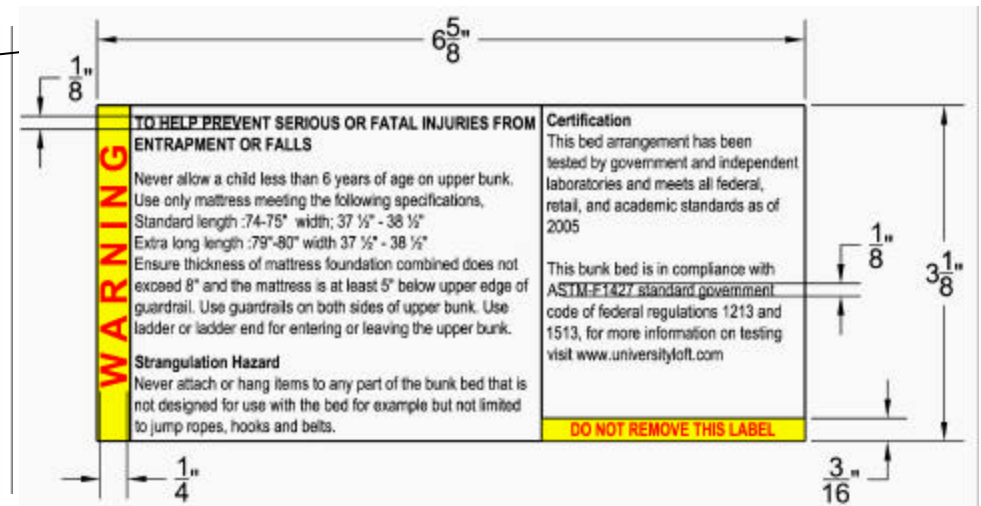 6 5/8"
1/8"
WARNING
TO HELP PREVENT SERIOUS OR FATAL INJURIES FROM
ENTRAPMENT OR FALLS
Never allow a child less than 6 years of age on upper bunk.
Use only mattress meeting the following specifications,
Standard length :74-75" width; 37 ½" - 38 ½"
Extra long length :79"-80" width 37 ½" - 38 ½"
Ensure thickness of mattress foundation combined does not
exceed 8" and the mattress is at least 5" below upper edge of
guardrail. Use guardrails on both sides of upper bunk. Use
ladder or ladder end for entering or leaving the upper bunk.
Strangulation Hazard
Never attach or hang items to any part of the bunk bed that is
not designed for use with the bed for example but not limited
to jump ropes, hooks and belts.
Certification
This bed arrangement has been
tested by government and independent
laboratories and meets all federal,
retail, and academic standards as of
2005
This bunk bed is in compliance with
ASTM-F1427 standard government
code of federal regulations 1213 and
1513, for more information on testing
visit www.universityloft.com
DO NOT REMOVE THIS LABEL
1/8"
3 1/8"
1/4"
3/16"